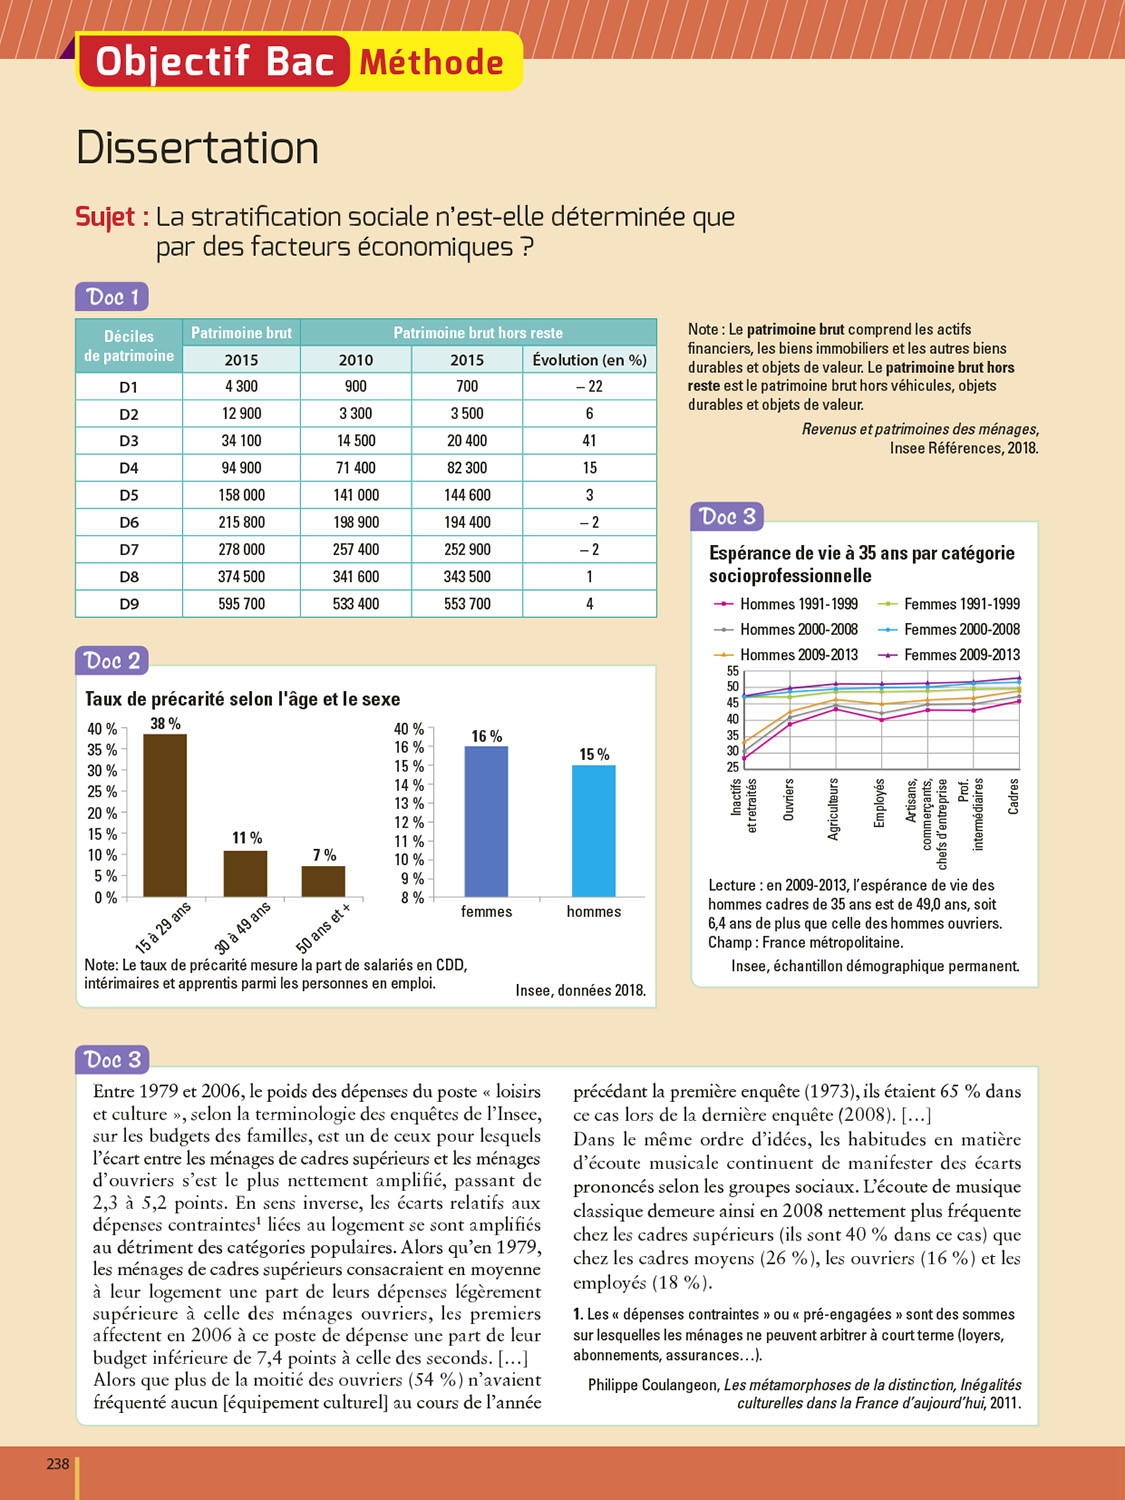 Objectif Bac Méthode
Dissertation
Sujet : La stratification sociale n'est-elle déterminée que
par des facteurs économiques ?
Doc 1
Déciles de patrimoine | Patrimoine brut | Patrimoine brut hors reste
2015 | 2010 | 2015 | Évolution (en %)
D1 | 4 300 | 900 | 700 | – 22
D2 | 12 900 | 3 300 | 3 500 | 6
D3 | 34 100 | 14 500 | 20 400 | 41
D4 | 94 900 | 71 400 | 82 300 | 15
D5 | 158 000 | 141 000 | 144 600 | 3
D6 | 215 800 | 198 900 | 194 400 | – 2
D7 | 278 000 | 257 400 | 252 900 | – 2
D8 | 374 500 | 341 600 | 343 500 | 1
D9 | 595 700 | 533 400 | 553 700 | 4
Note : Le patrimoine brut comprend les actifs
financiers, les biens immobiliers et les autres biens
durables et objets de valeur. Le patrimoine brut hors
reste est le patrimoine brut hors véhicules, objets
durables et objets de valeur.
Revenus et patrimoines des ménages,
Insee Références, 2018.
Doc 2
Taux de précarité selon l'âge et le sexe
40 %
35 %
30 %
25 %
20 %
15 %
10 %
5 %
0 %
38 %
11 %
7 %
15 à 29 ans
30 à 49 ans
50 ans et +
40 %
16 %
15 %
14 %
13 %
12 %
11 %
10 %
9 %
8 %
16 %
15 %
femmes
hommes
Note: Le taux de précarité mesure la part de salariés en CDD,
intérimaires et apprentis parmi les personnes en emploi.
Insee, données 2018.
Doc 3
Espérance de vie à 35 ans par catégorie
socioprofessionnelle
Hommes 1991-1999
Femmes 1991-1999
Hommes 2000-2008
Femmes 2000-2008
Hommes 2009-2013
Femmes 2009-2013
55
50
45
40
35
30
25
Inactifs
et retraités
Ouvriers
Agriculteurs
Employés
Artisans,
commerçants,
chefs d'entreprise
Prof.
intermédiaires
Cadres
Lecture : en 2009-2013, l'espérance de vie des
hommes cadres de 35 ans est de 49,0 ans, soit
6,4 ans de plus que celle des hommes ouvriers.
Champ : France métropolitaine.
Insee, échantillon démographique permanent.
Doc 3
Entre 1979 et 2006, le poids des dépenses du poste « loisirs
et culture », selon la terminologie des enquêtes de l'Insee,
sur les budgets des familles, est un de ceux pour lesquels
l'écart entre les ménages de cadres supérieurs et les ménages
d'ouvriers s'est le plus nettement amplifié, passant de
2,3 à 5,2 points. En sens inverse, les écarts relatifs aux
dépenses contraintes¹ liées au logement se sont amplifiés
au détriment des catégories populaires. Alors qu'en 1979,
les ménages de cadres supérieurs consacraient en moyenne
à leur logement une part de leurs dépenses légèrement
supérieure à celle des ménages ouvriers, les premiers
affectent en 2006 à ce poste de dépense une part de leur
budget inférieure de 7,4 points à celle des seconds. […]
Alors que plus de la moitié des ouvriers (54 %) n'avaient
fréquenté aucun [équipement culturel] au cours de l'année
précédant la première enquête (1973), ils étaient 65 % dans
ce cas lors de la dernière enquête (2008). […]
Dans le même ordre d'idées, les habitudes en matière
d'écoute musicale continuent de manifester des écarts
prononcés selon les groupes sociaux. L'écoute de musique
classique demeure ainsi en 2008 nettement plus fréquente
chez les cadres supérieurs (ils sont 40 % dans ce cas) que
chez les cadres moyens (26 %), les ouvriers (16 %) et les
employés (18 %).
1. Les « dépenses contraintes » ou « pré-engagées » sont des sommes
sur lesquelles les ménages ne peuvent arbitrer à court terme (loyers,
abonnements, assurances…).
Philippe Coulangeon, Les métamorphoses de la distinction, Inégalités
culturelles dans la France d'aujourd'hui, 2011.
238